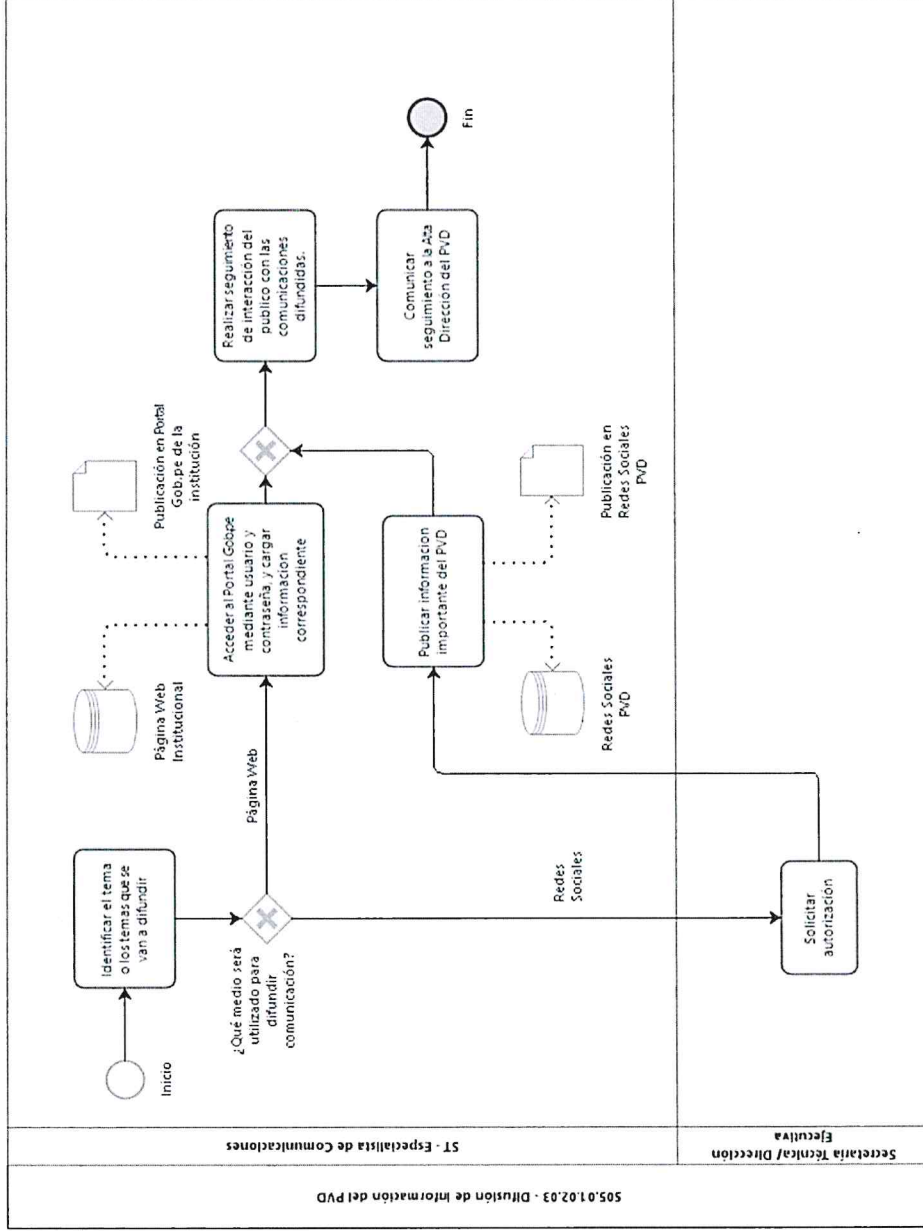 S05.01.02.03 - Difusión de Información del PVD
ST - Especialista de Comunicaciones
Secretaria Técnica/ Dirección
Ejecutiva
Inicio
Identificar el tema
o los temas que se
van a difundir
¿Qué medio será
utilizado para
difundir
comunicación?
Página Web
Redes
Sociales
Solicitar
autorización
Página Web
Institucional
Publicación en Portal
Gob.pe de la
institución
Acceder al Portal Gob.pe
mediante usuario y
contraseña, y cargar
informacion
correspondiente
Publicar informacion
importante del PVD
Redes Sociales
PVD
Publicación en
Redes Sociales
PVD
Realizar seguimiento
de interacción del
publico con las
comunicaciones
difundidas.
Comunicar
seguimiento a la Alta
Dirección del PVD
Fin